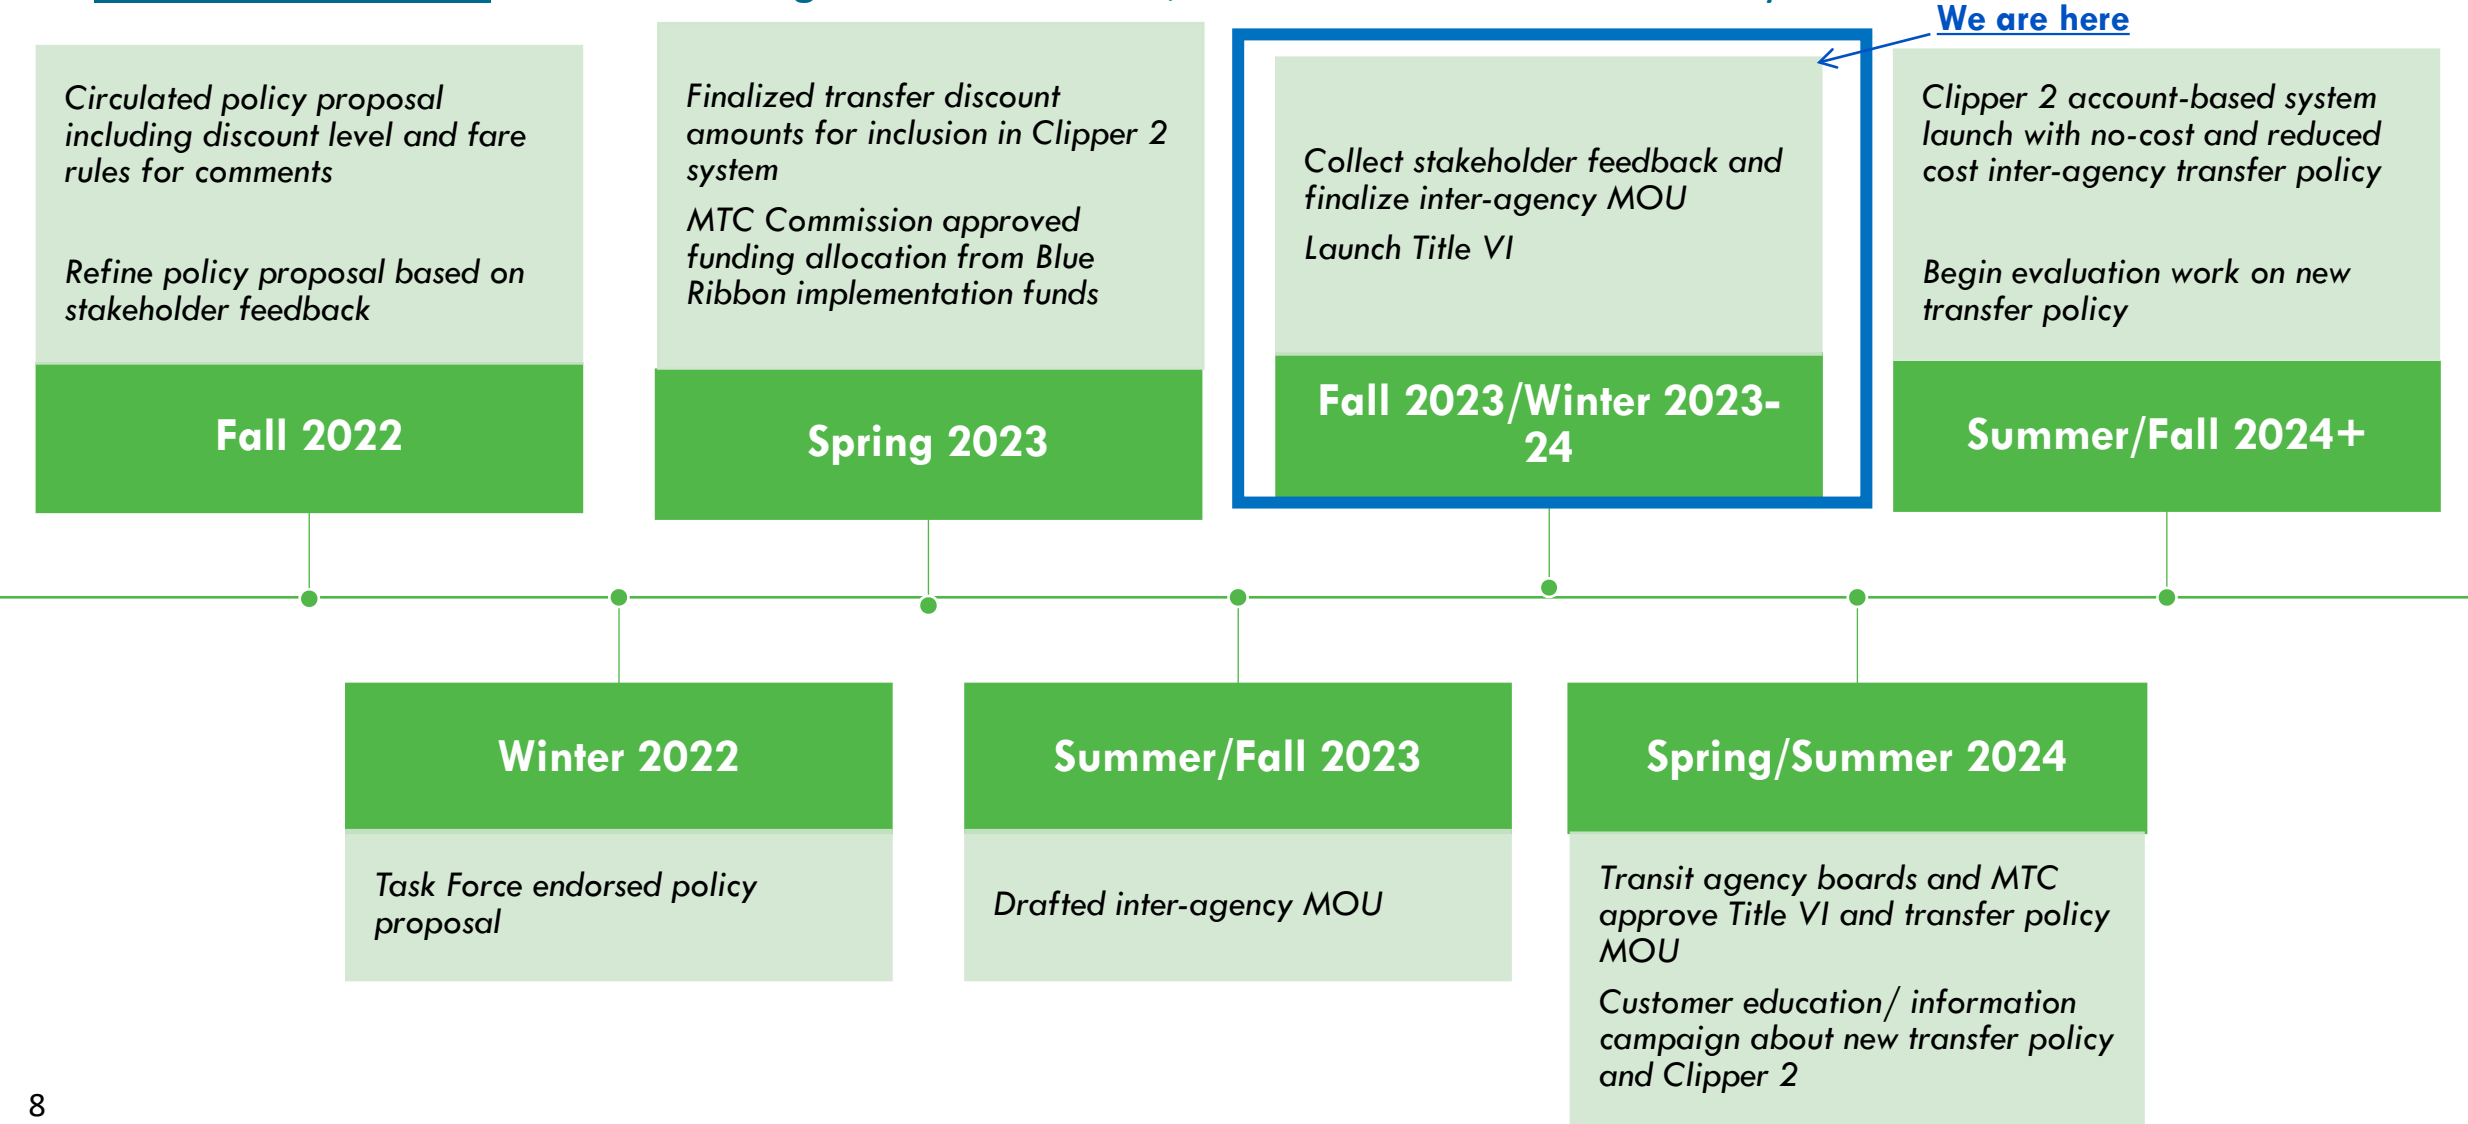 We are here
Circulated policy proposal
including discount level and fare
rules for comments
Refine policy proposal based on
stakeholder feedback
Fall 2022
Finalized transfer discount
amounts for inclusion in Clipper 2
system
MTC Commission approved
funding allocation from Blue
Ribbon implementation funds
Spring 2023
Collect stakeholder feedback and
finalize inter-agency MOU
Launch Title VI
Fall 2023/Winter 2023-
24
Clipper 2 account-based system
launch with no-cost and reduced
cost inter-agency transfer policy
Begin evaluation work on new
transfer policy
Summer/Fall 2024+
Winter 2022
Task Force endorsed policy
proposal
Summer/Fall 2023
Drafted inter-agency MOU
Spring/Summer 2024
Transit agency boards and MTC
approve Title VI and transfer policy
MOU
Customer education/ information
campaign about new transfer policy
and Clipper 2
8